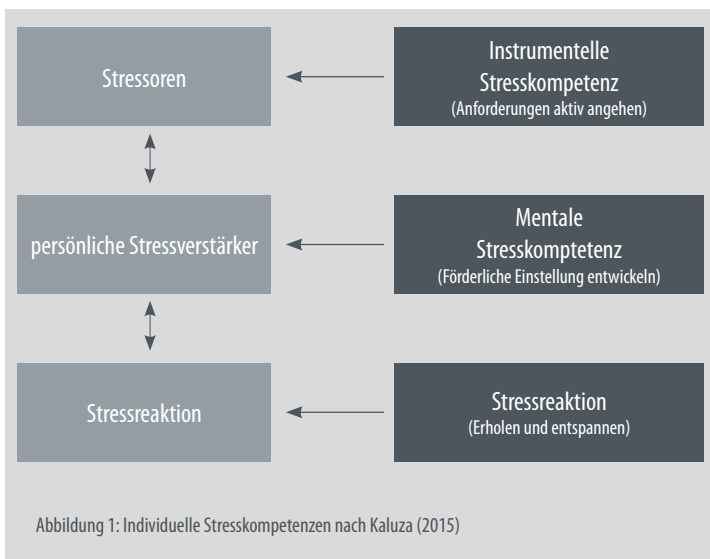 Stressoren
Instrumentelle
Stresskompetenz
(Anforderungen aktiv angehen)
persönliche Stressverstärker
Mentale
Stresskomptetenz
(Förderliche Einstellung entwickeln)
Stressreaktion
Stressreaktion
(Erholen und entspannen)
Abbildung 1: Individuelle Stresskompetenzen nach Kaluza (2015)